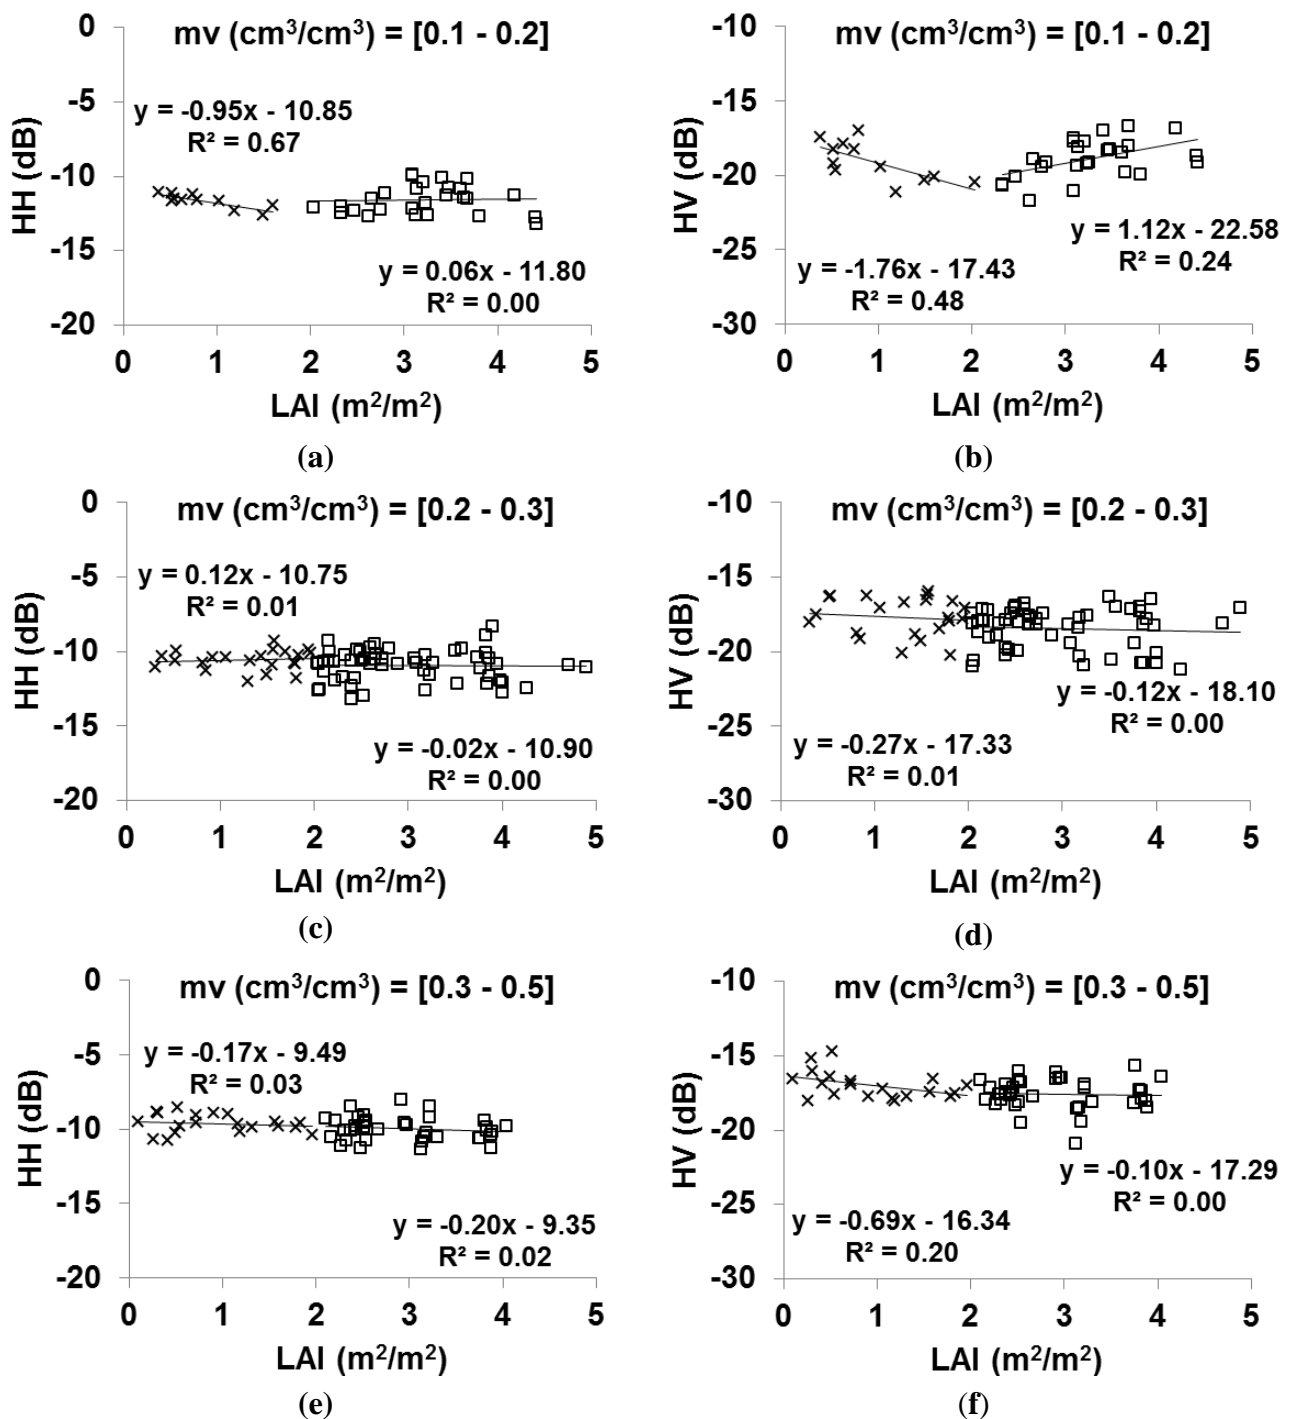 mv (cm³/cm³) = [0.1 - 0.2]
0
-5
-10
-15
-20
HH (dB)
y = -0.95x - 10.85
R² = 0.67
y = 0.06x - 11.80
R² = 0.00
0 1 2 3 4 5
LAI (m²/m²)
(a)
mv (cm³/cm³) = [0.1 - 0.2]
-10
-15
-20
-25
-30
HV (dB)
y = 1.12x - 22.58
R² = 0.24
y = -1.76x - 17.43
R² = 0.48
0 1 2 3 4 5
LAI (m²/m²)
(b)
mv (cm³/cm³) = [0.2 - 0.3]
0
-5
-10
-15
-20
HH (dB)
y = 0.12x - 10.75
R² = 0.01
y = -0.02x - 10.90
R² = 0.00
0 1 2 3 4 5
LAI (m²/m²)
(c)
mv (cm³/cm³) = [0.2 - 0.3]
-10
-15
-20
-25
-30
HV (dB)
y = -0.12x - 18.10
R² = 0.00
y = -0.27x - 17.33
R² = 0.01
0 1 2 3 4 5
LAI (m²/m²)
(d)
mv (cm³/cm³) = [0.3 - 0.5]
0
-5
-10
-15
-20
HH (dB)
y = -0.17x - 9.49
R² = 0.03
y = -0.20x - 9.35
R² = 0.02
0 1 2 3 4 5
LAI (m²/m²)
(e)
mv (cm³/cm³) = [0.3 - 0.5]
-10
-15
-20
-25
-30
HV (dB)
y = -0.10x - 17.29
R² = 0.00
y = -0.69x - 16.34
R² = 0.20
0 1 2 3 4 5
LAI (m²/m²)
(f)